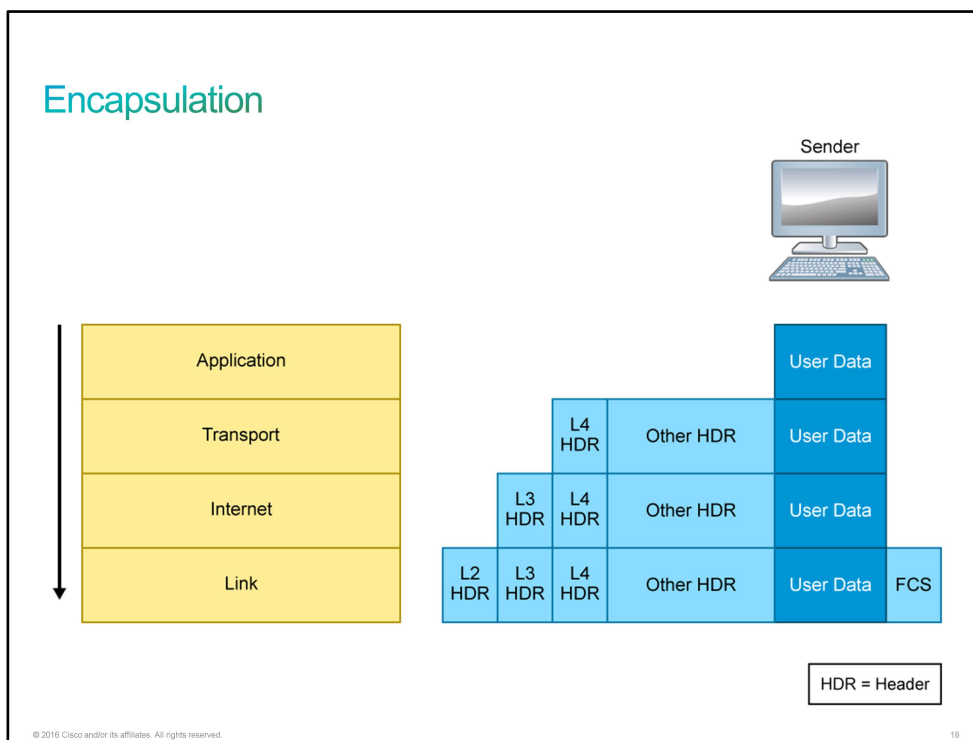 Encapsulation
Sender
Application
User Data
Transport
L4 HDR
Other HDR
User Data
Internet
L3 HDR
L4 HDR
Other HDR
User Data
Link
L2 HDR
L3 HDR
L4 HDR
Other HDR
User Data
FCS
HDR = Header
© 2016 Cisco and/or its affiliates. All rights reserved.
18